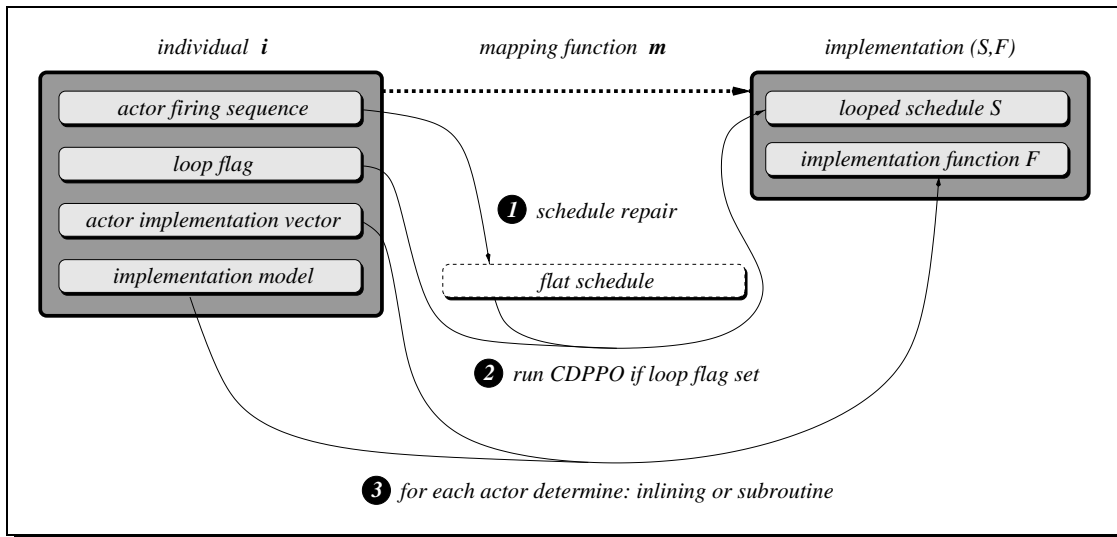 individual i
mapping function m
implementation (S,F)
actor firing sequence
loop flag
actor implementation vector
implementation model
looped schedule S
implementation function F
1 schedule repair
flat schedule
2 run CDPPO if loop flag set
3 for each actor determine: inlining or subroutine